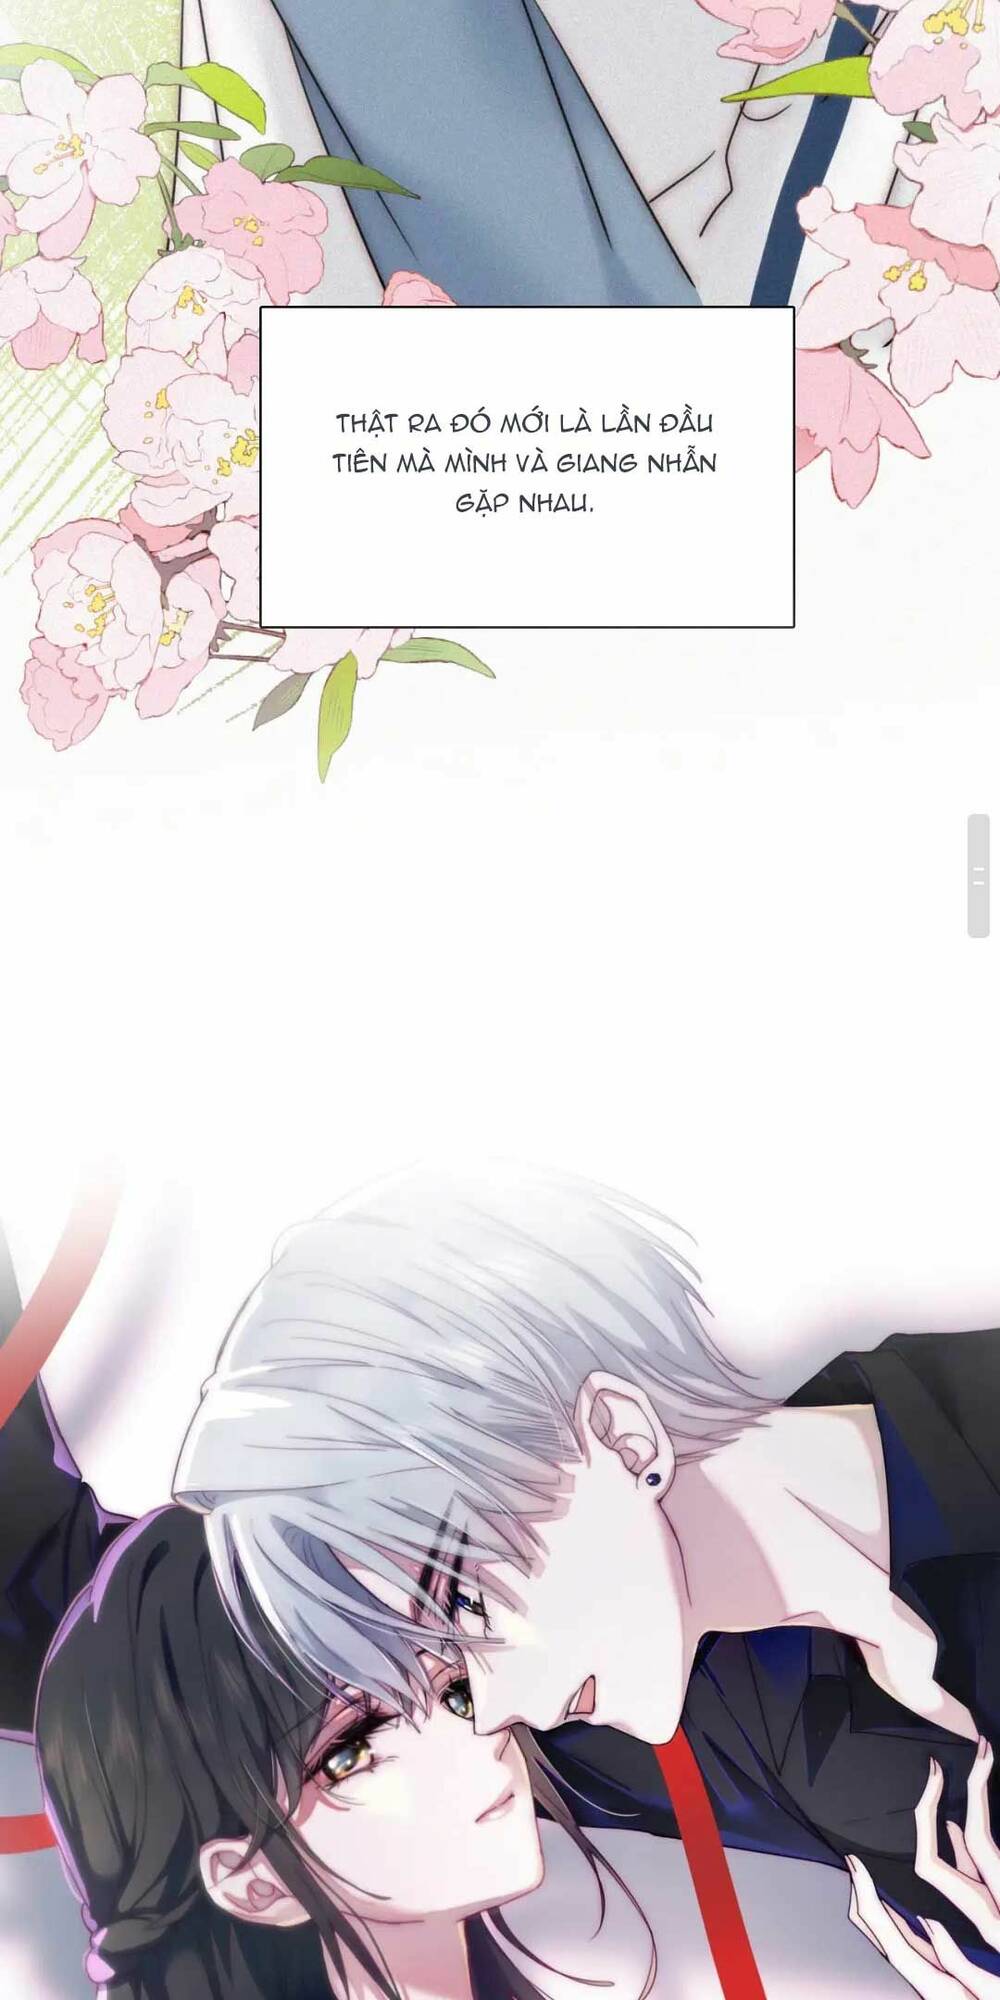 THẬT RA ĐÓ MỚI LÀ LẦN ĐẦU
TIÊN MÀ MÌNH VÀ GIANG NHẪN
GẶP NHAU.